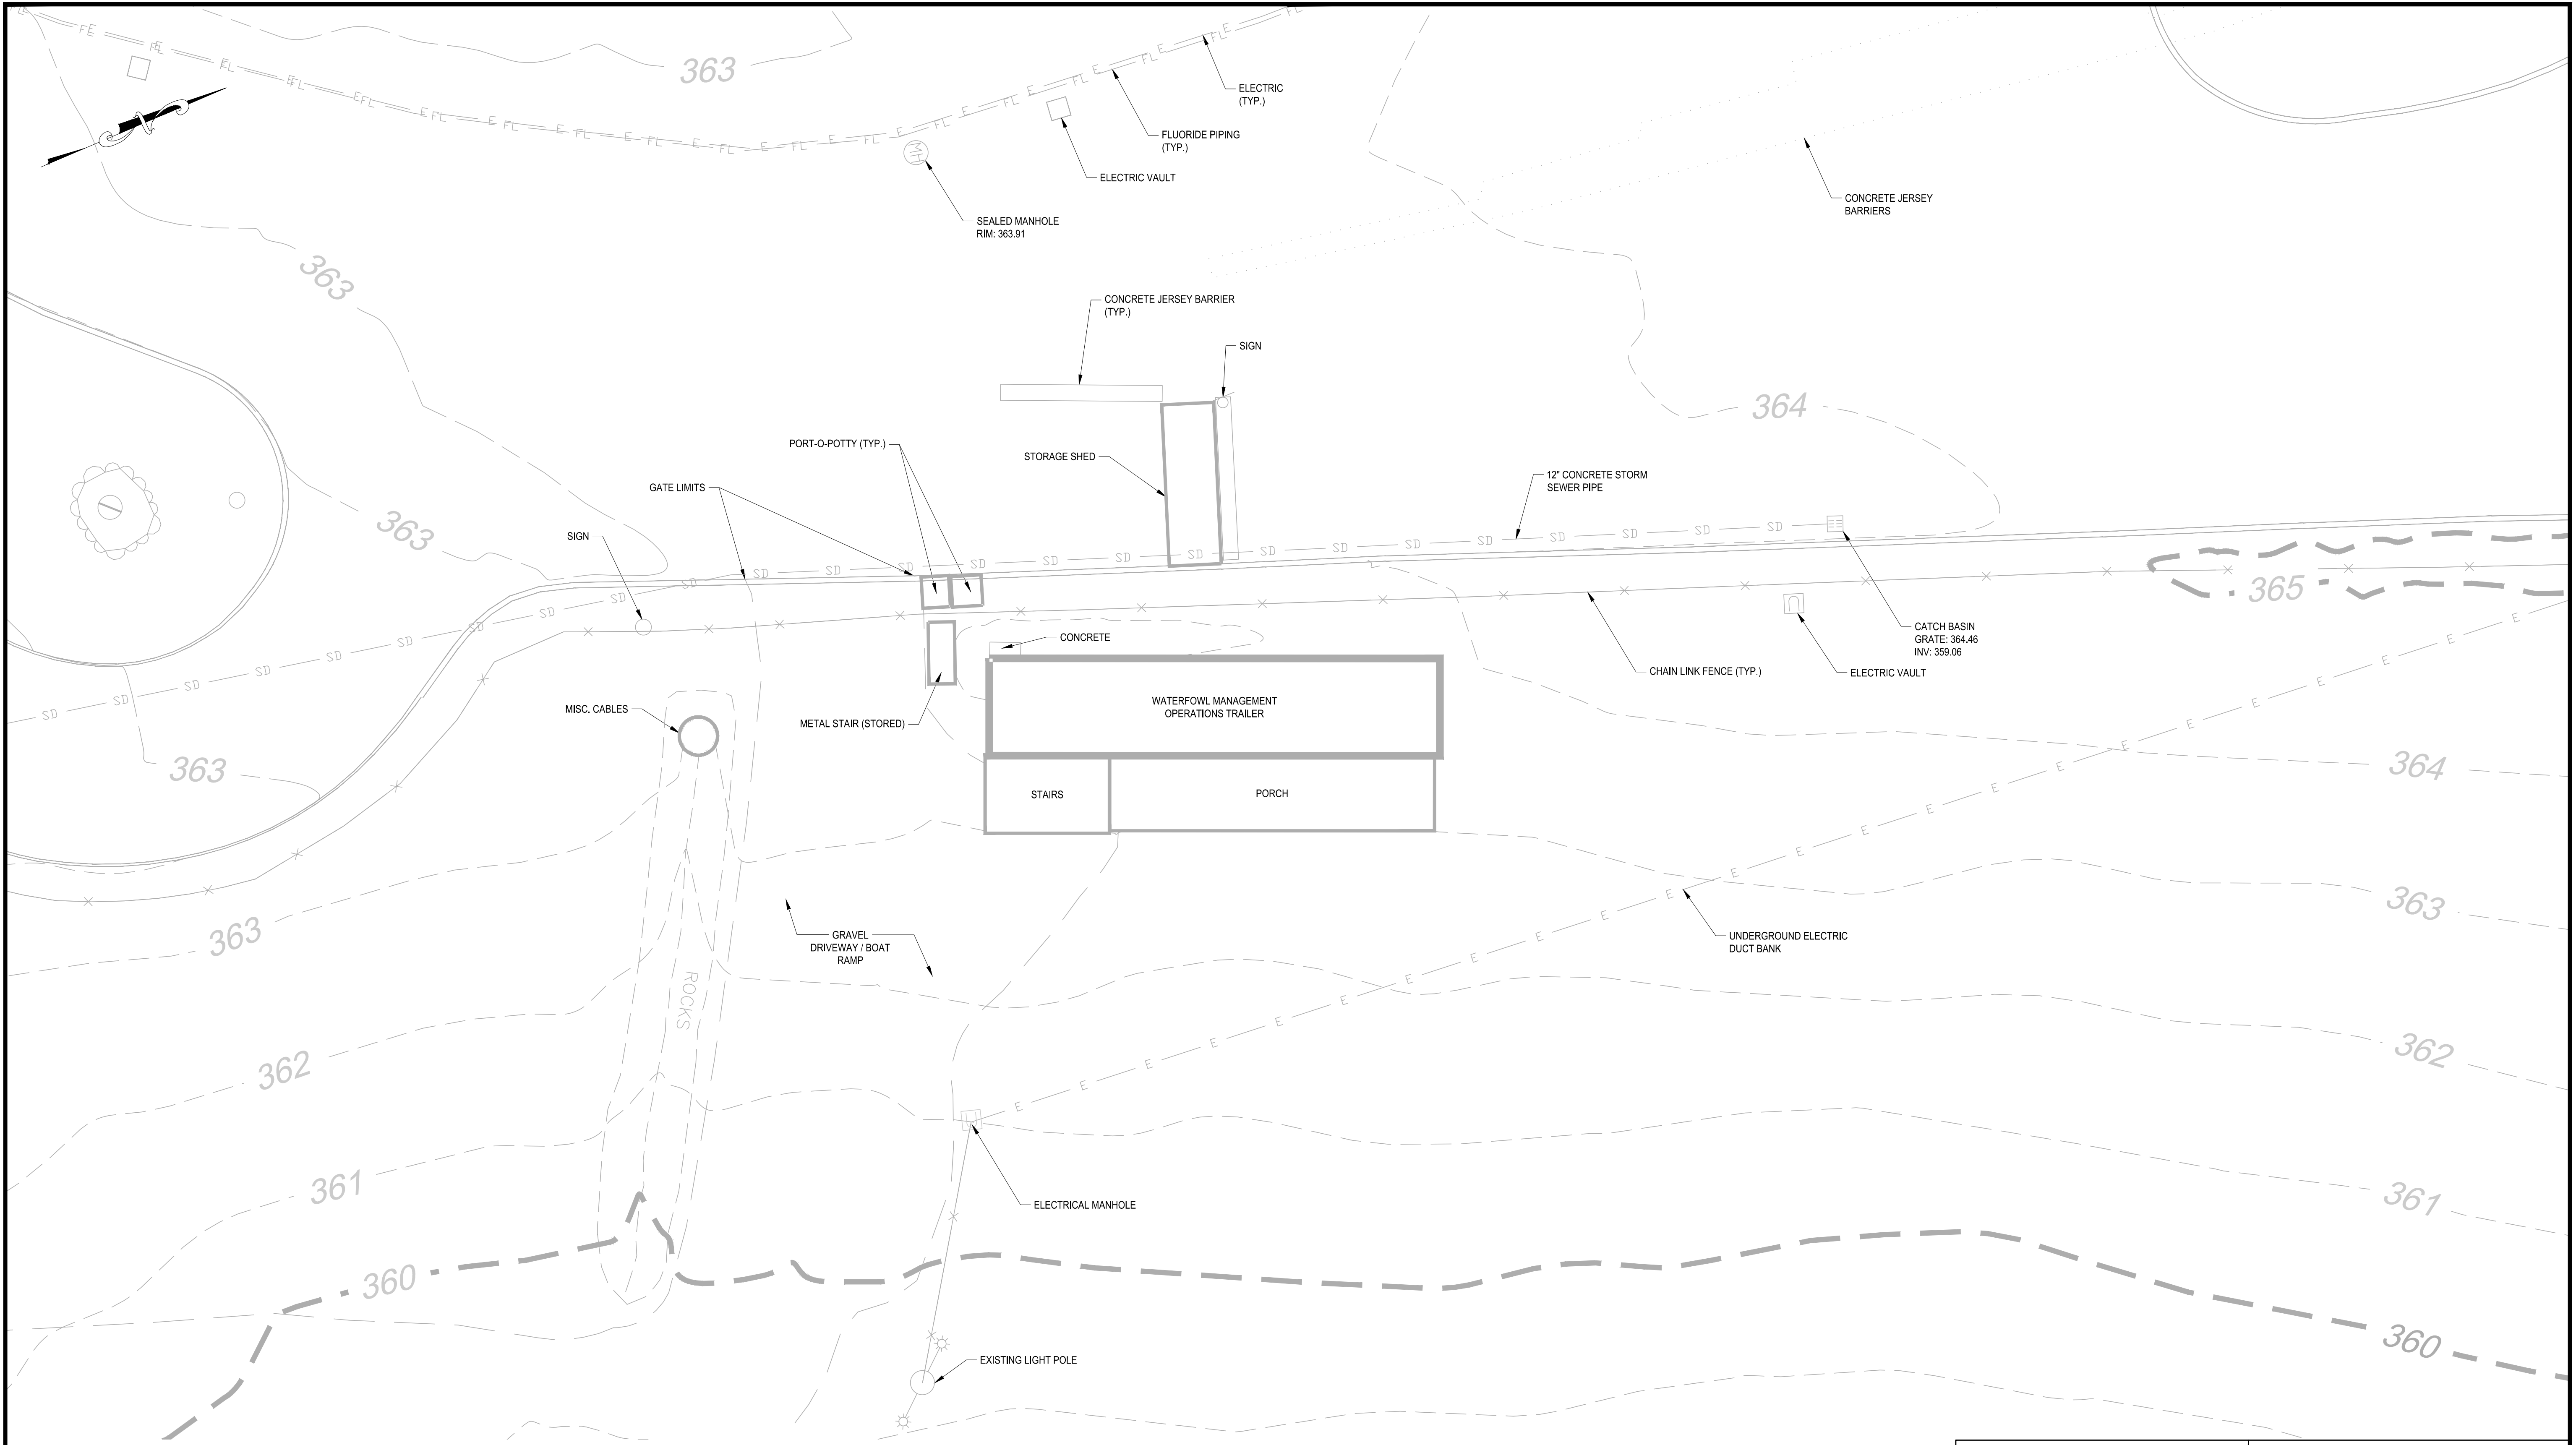 363
ELECTRIC
(TYP.)
FLUORIDE PIPING
(TYP.)
ELECTRIC VAULT
N
MH
SEALED MANHOLE
RIM: 363.91
CONCRETE JERSEY
BARRIERS
363
CONCRETE JERSEY BARRIER
(TYP.)
SIGN
364
PORT-O-POTTY (TYP.)
STORAGE SHED
GATE LIMITS
12" CONCRETE STORM
SEWER PIPE
363
SIGN
365
CONCRETE
CATCH BASIN
GRATE: 364.46
INV: 359.06
CHAIN LINK FENCE (TYP.)
ELECTRIC VAULT
MISC. CABLES
METAL STAIR (STORED)
WATERFOWL MANAGEMENT
OPERATIONS TRAILER
363
364
STAIRS
PORCH
363
363
GRAVEL
DRIVEWAY / BOAT
RAMP
UNDERGROUND ELECTRIC
DUCT BANK
ROCKS
362
362
361
361
ELECTRICAL MANHOLE
360
360
EXISTING LIGHT POLE